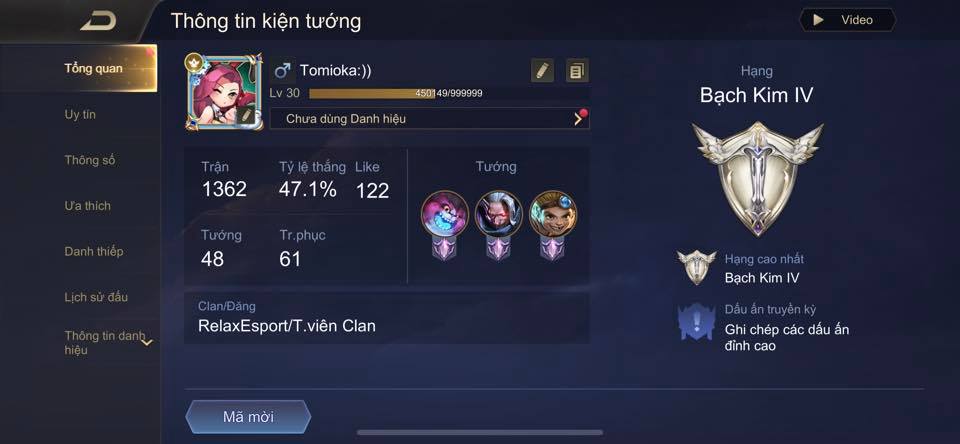 Thông tin kiện tướng
Video
Tổng quan
Uy tín
Thông số
Ưa thích
Danh thiếp
Lịch sử đấu
Thông tin danh
hiệu
Tomioka:))
Lv 30
450149/999999
Chưa dùng Danh hiệu
Trận
Tỷ lệ thắng
Like
1362
47.1%
122
Tướng
Tr.phục
48
61
Tướng
Clan/Đăng
RelaxEsport/T.viên Clan
Mã mời
Hạng
Bạch Kim IV
Hạng cao nhất
Bạch Kim IV
Dấu ấn truyền kỳ
Ghi chép các dấu ấn
đỉnh cao